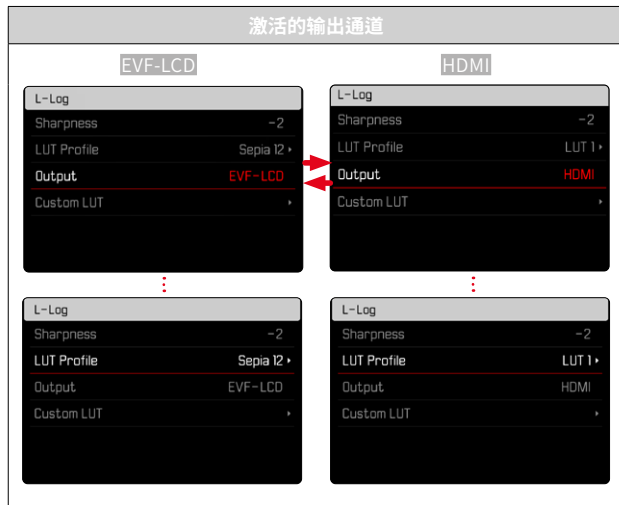 激活的输出通道
EVF-LCD
HDMI
L-Log
Sharpness -2
LUT Profile Sepia 12
Output EVF-LCD
Custom LUT
L-Log
Sharpness -2
LUT Profile LUT 1
Output HDMI
Custom LUT
L-Log
Sharpness -2
LUT Profile Sepia 12
Output EVF-LCD
Custom LUT
L-Log
Sharpness -2
LUT Profile LUT 1
Output HDMI
Custom LUT